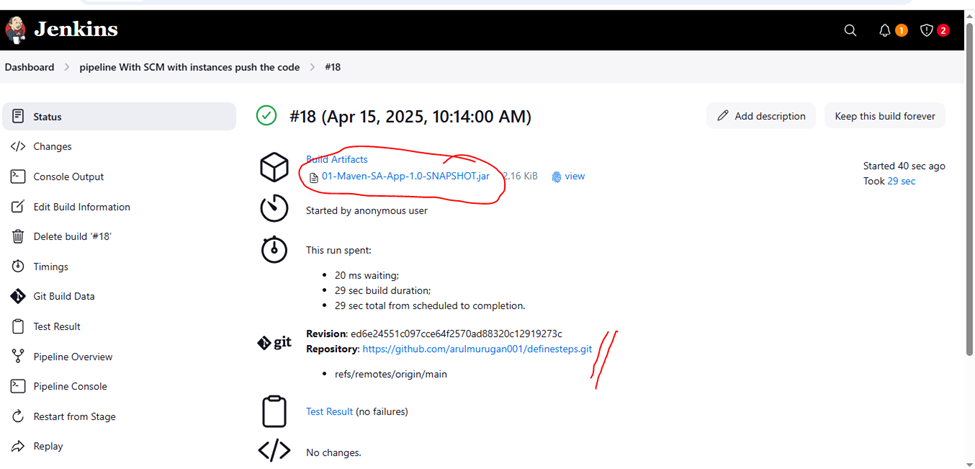 Jenkins
1
2
Dashboard > pipeline With SCM with instances push the code > #18
Status
Changes
Console Output
Edit Build Information
Delete build ‘#18’
Timings
Git Build Data
Test Result
Pipeline Overview
Pipeline Console
Restart from Stage
Replay
#18 (Apr 15, 2025, 10:14:00 AM)
Add description
Keep this build forever
Build Artifacts
01-Maven-SA-App-1.0-SNAPSHOT.jar 2.16 KiB view
Started 40 sec ago
Took 29 sec
Started by anonymous user
This run spent:
• 20 ms waiting;
• 29 sec build duration;
• 29 sec total from scheduled to completion.
git
Revision: ed6e24551c097cce64f2570ad88320c12919273c
Repository: https://github.com/arulmurugan001/definesteps.git
• refs/remotes/origin/main
Test Result (no failures)
No changes.